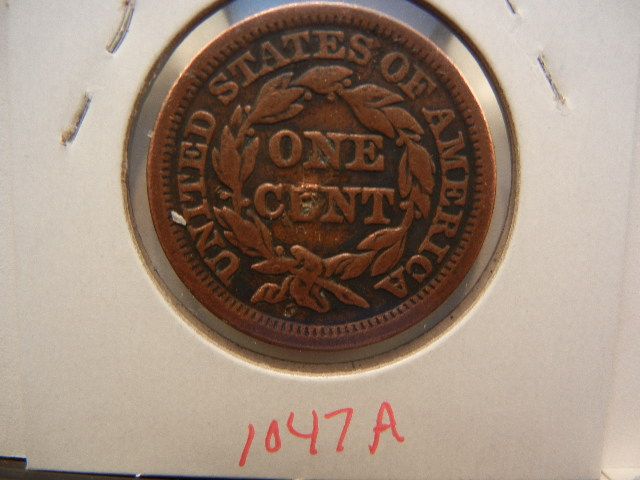 UNITED STATES OF AMERICA
ONE
CENT
1047A